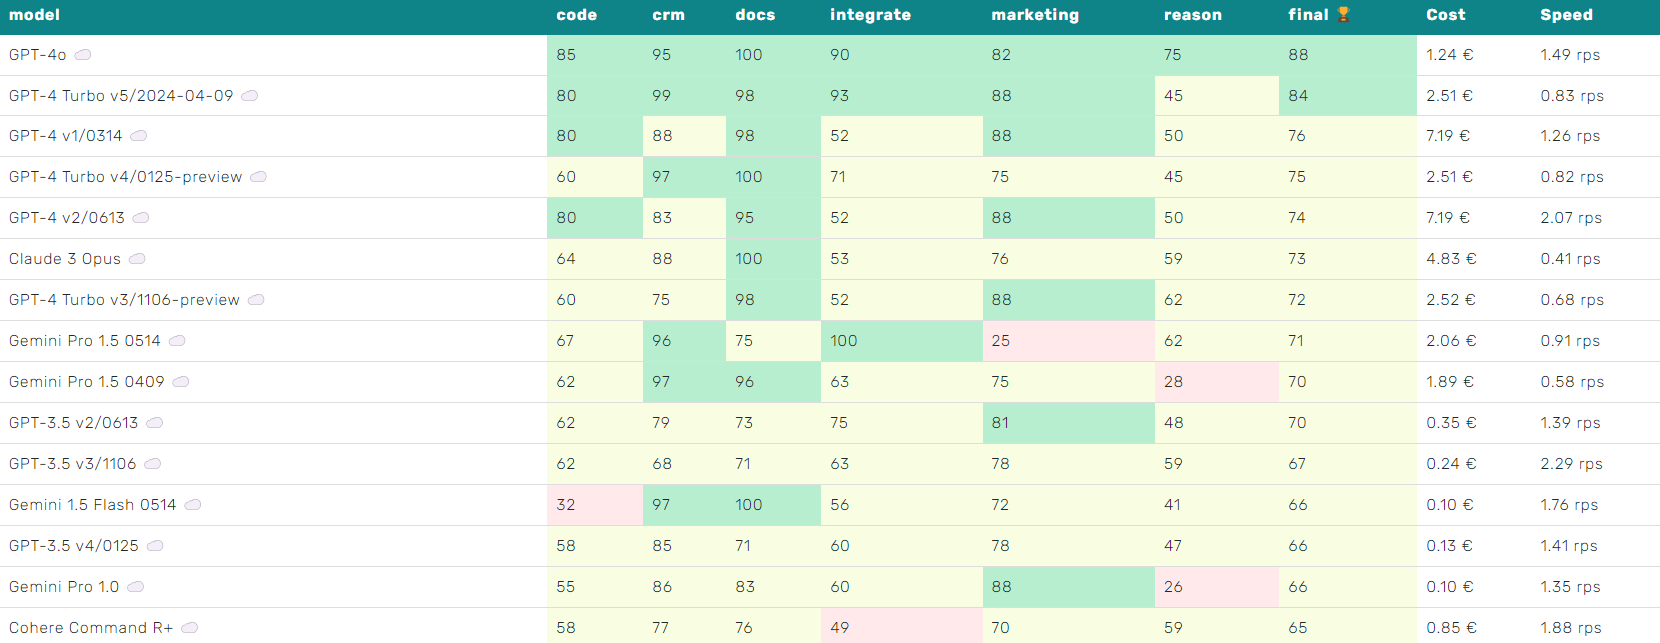 model code crm docs integrate marketing reason final 🏆 Cost Speed
GPT-4o ☁️ 85 95 100 90 82 75 88 1.24 € 1.49 rps
GPT-4 Turbo v5/2024-04-09 ☁️ 80 99 98 93 88 45 84 2.51 € 0.83 rps
GPT-4 v1/0314 ☁️ 80 88 98 52 88 50 76 7.19 € 1.26 rps
GPT-4 Turbo v4/0125-preview ☁️ 60 97 100 71 75 45 75 2.51 € 0.82 rps
GPT-4 v2/0613 ☁️ 80 83 95 52 88 50 74 7.19 € 2.07 rps
Claude 3 Opus ☁️ 64 88 100 53 76 59 73 4.83 € 0.41 rps
GPT-4 Turbo v3/1106-preview ☁️ 60 75 98 52 88 62 72 2.52 € 0.68 rps
Gemini Pro 1.5 0514 ☁️ 67 96 75 100 25 62 71 2.06 € 0.91 rps
Gemini Pro 1.5 0409 ☁️ 62 97 96 63 75 28 70 1.89 € 0.58 rps
GPT-3.5 v2/0613 ☁️ 62 79 73 75 81 48 70 0.35 € 1.39 rps
GPT-3.5 v3/1106 ☁️ 62 68 71 63 78 59 67 0.24 € 2.29 rps
Gemini 1.5 Flash 0514 ☁️ 32 97 100 56 72 41 66 0.10 € 1.76 rps
GPT-3.5 v4/0125 ☁️ 58 85 71 60 78 47 66 0.13 € 1.41 rps
Gemini Pro 1.0 ☁️ 55 86 83 60 88 26 66 0.10 € 1.35 rps
Cohere Command R+ ☁️ 58 77 76 49 70 59 65 0.85 € 1.88 rps